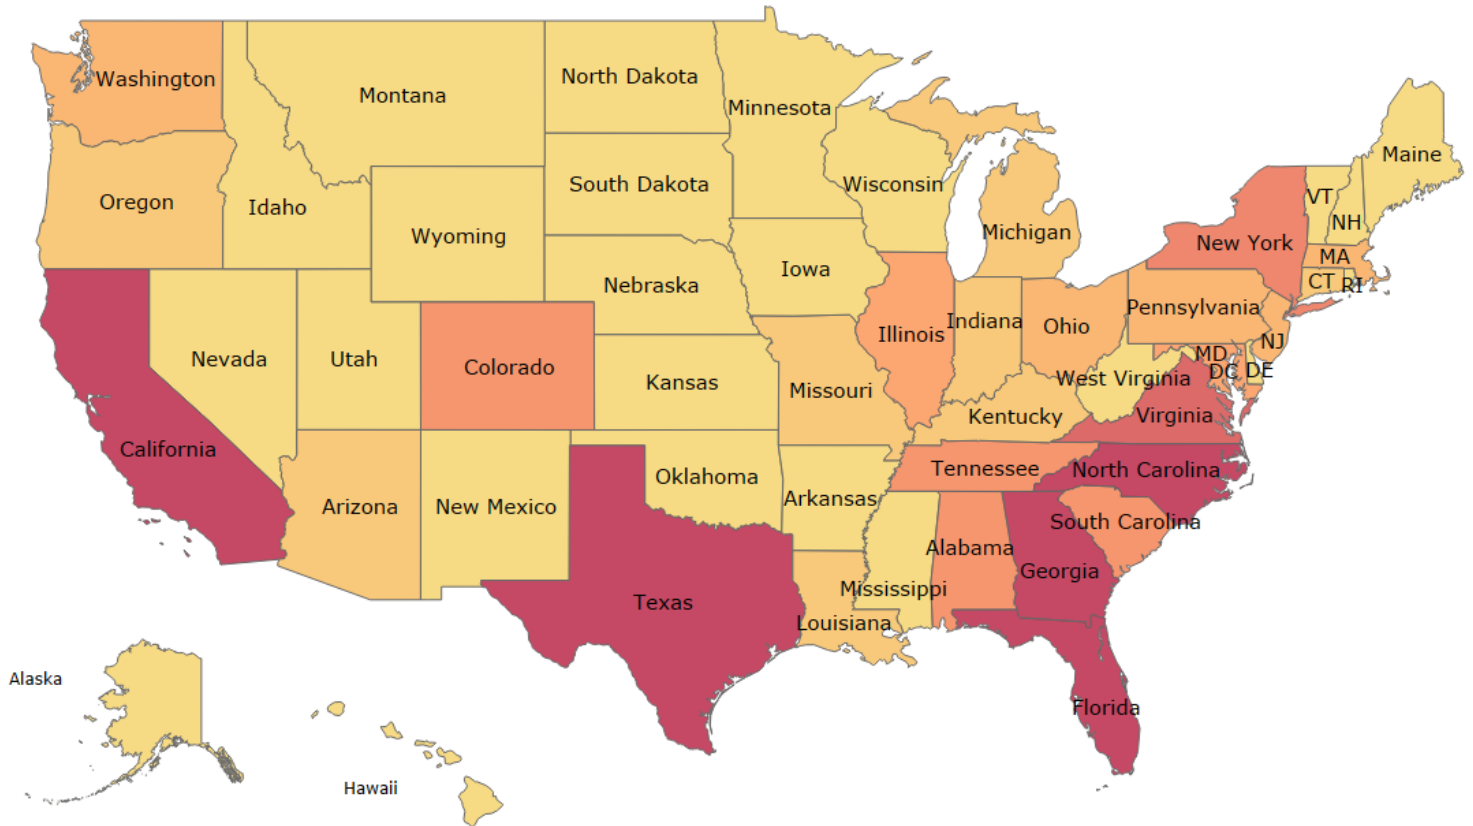 Washington
Montana
North Dakota
Minnesota
Maine
Oregon
Idaho
South Dakota
Wisconsin
VT
NH
Wyoming
Michigan
New York
MA
Iowa
Nebraska
CT
RI
Pennsylvania
Illinois
Indiana
Ohio
NJ
Nevada
Utah
Colorado
Kansas
MD
DC
DE
West Virginia
Missouri
Kentucky
Virginia
California
Tennessee
North Carolina
Oklahoma
Arkansas
Arizona
New Mexico
South Carolina
Alabama
Georgia
Mississippi
Texas
Louisiana
Alaska
Florida
Hawaii